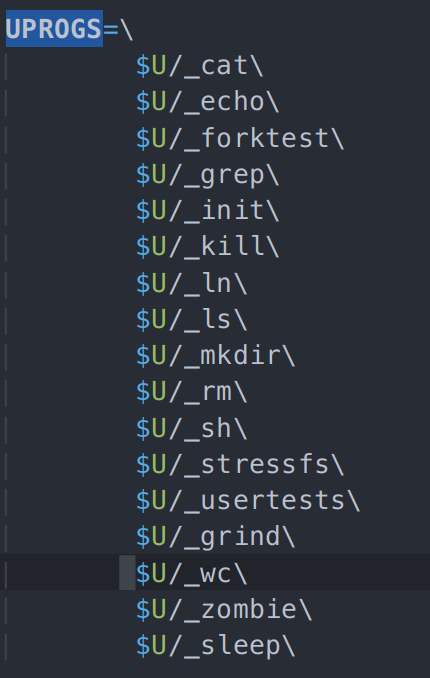 UPROGS=\
$U/_cat\
$U/_echo\
$U/_forktest\
$U/_grep\
$U/_init\
$U/_kill\
$U/_ln\
$U/_ls\
$U/_mkdir\
$U/_rm\
$U/_sh\
$U/_stressfs\
$U/_usertests\
$U/_grind\
$U/_wc\
$U/_zombie\
$U/_sleep\